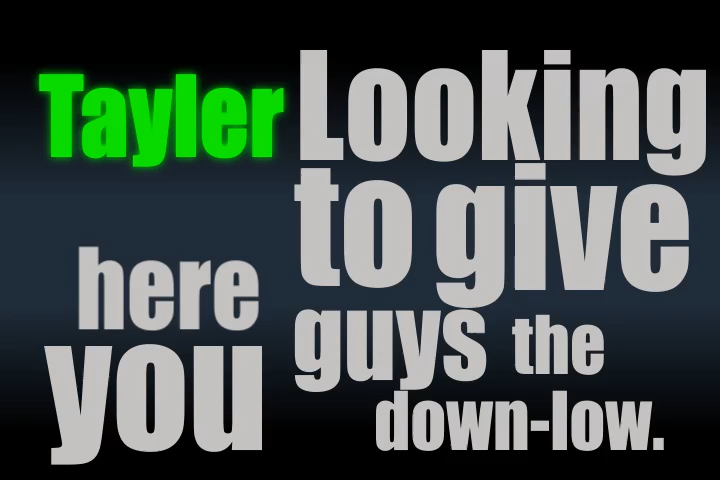 Tayler
here
Looking
to give
you
guys the
down-low.